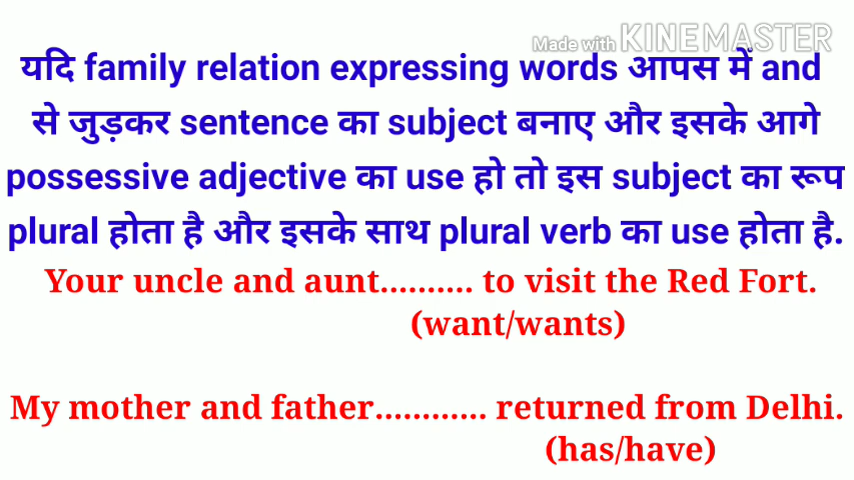 Made with KINEMASTER
यदि family relation expressing words आपस में and
से जुड़कर sentence का subject बनाए और इसके आगे
possessive adjective का use हो तो इस subject का रूप
plural होता है और इसके साथ plural verb का use होता है.
Your uncle and aunt.......... to visit the Red Fort.
(want/wants)
My mother and father............ returned from Delhi.
(has/have)